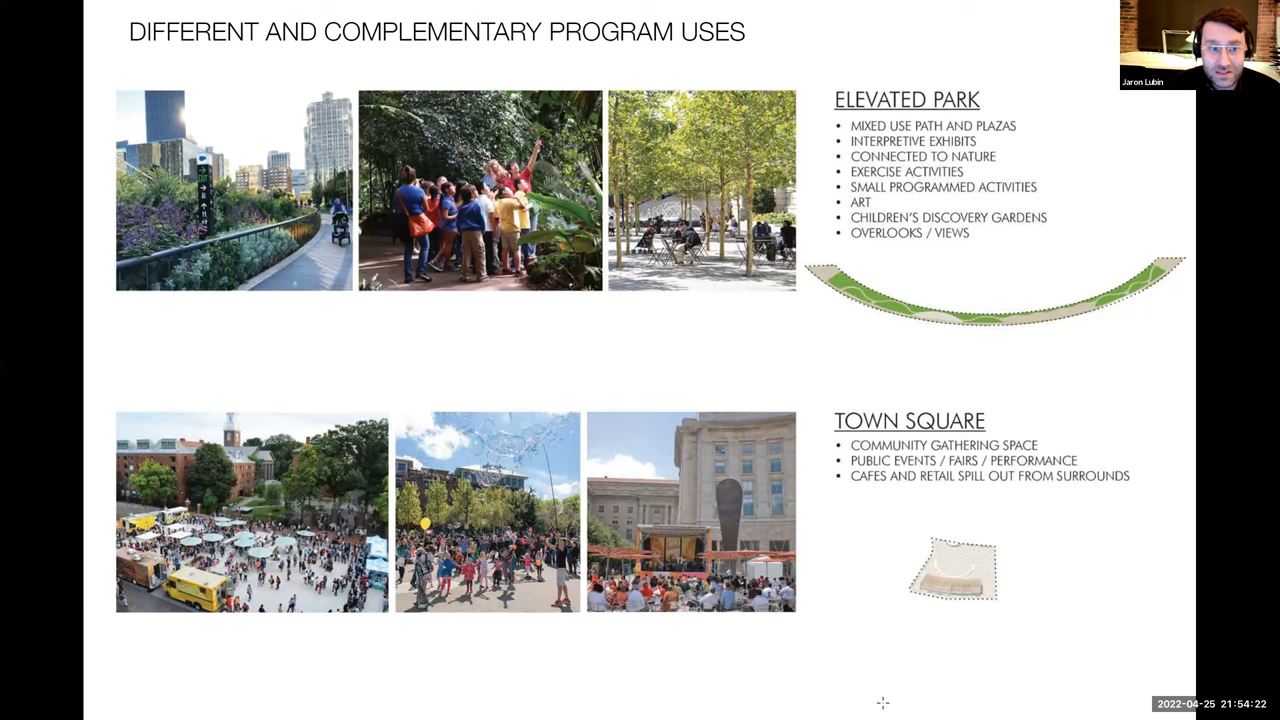 DIFFERENT AND COMPLEMENTARY PROGRAM USES
Jaron Lubin
ELEVATED PARK
• MIXED USE PATH AND PLAZAS
• INTERPRETIVE EXHIBITS
• CONNECTED TO NATURE
• EXERCISE ACTIVITIES
• SMALL PROGRAMMED ACTIVITIES
• ART
• CHILDREN'S DISCOVERY GARDENS
• OVERLOOKS / VIEWS
TOWN SQUARE
• COMMUNITY GATHERING SPACE
• PUBLIC EVENTS / FAIRS / PERFORMANCE
• CAFES AND RETAIL SPILL OUT FROM SURROUNDS
2022-04-25 21:54:22